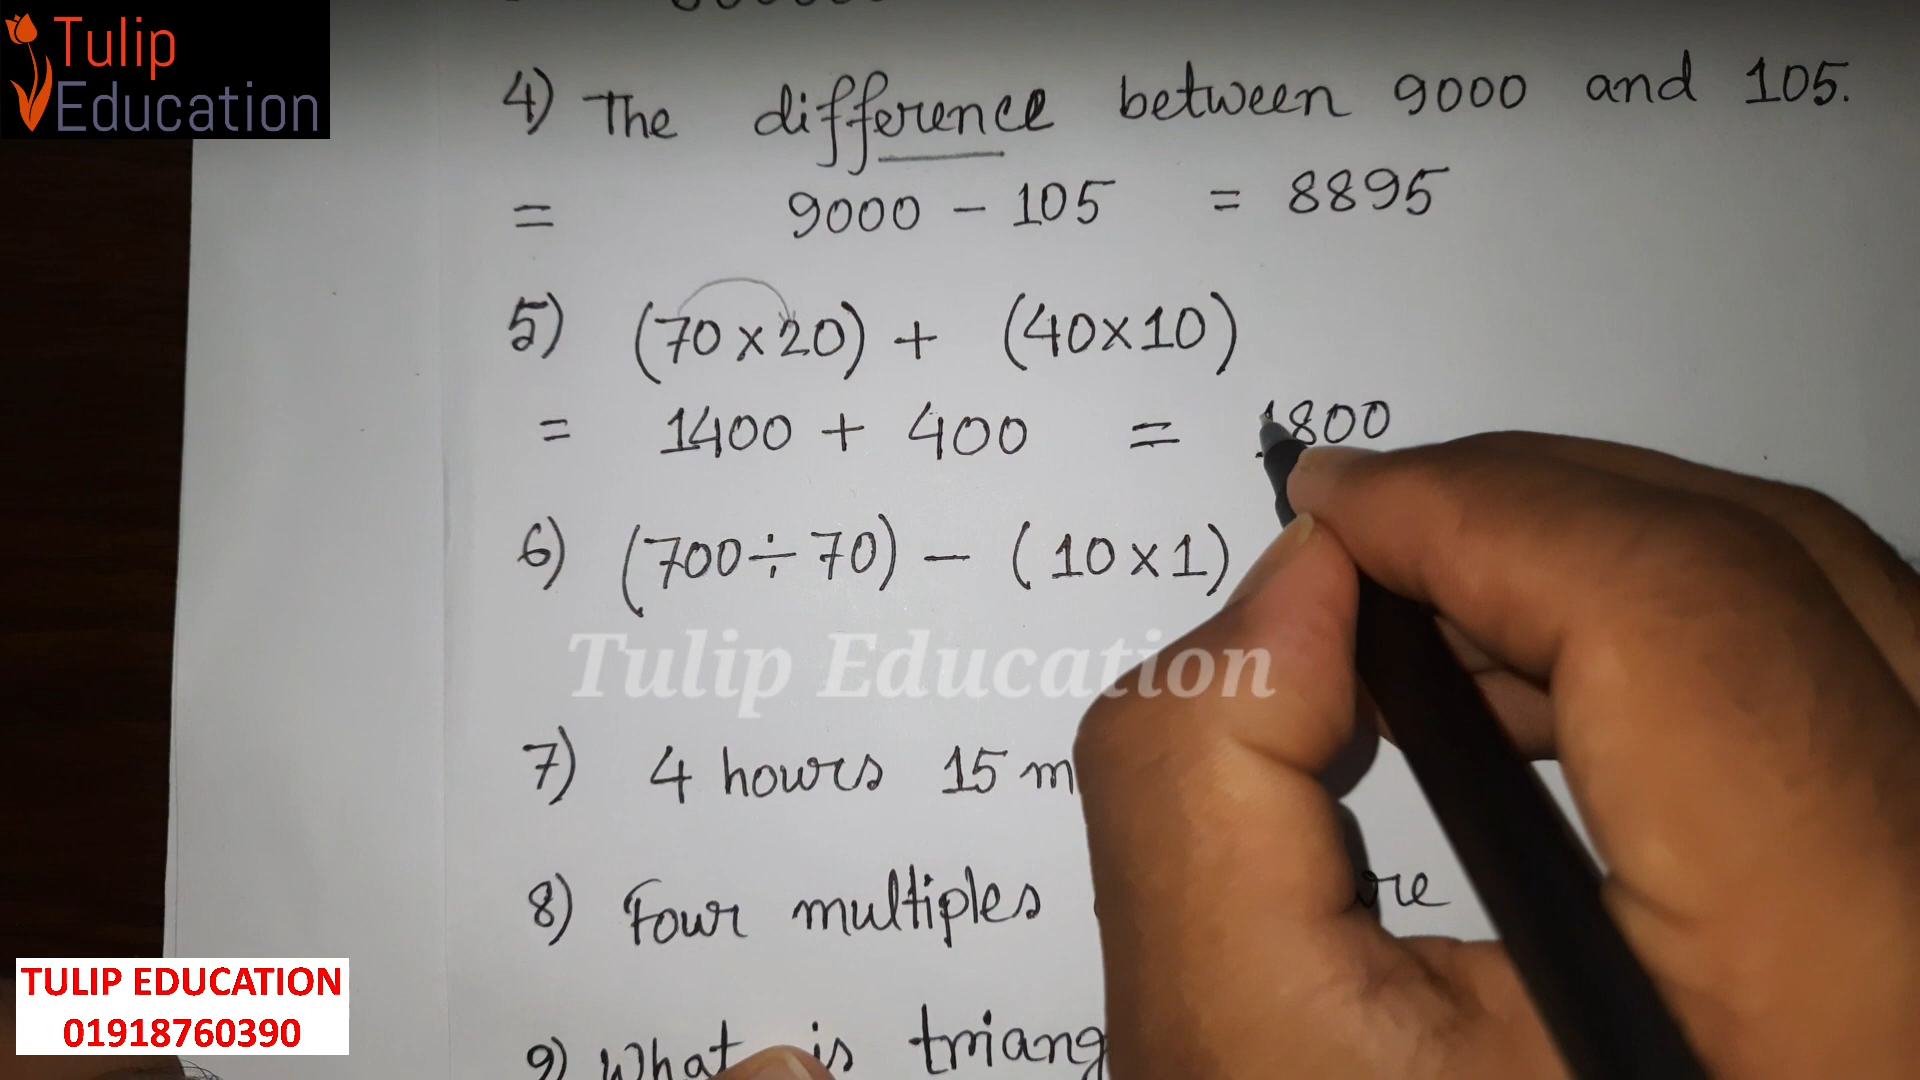 Tulip
Education
4) The difference between 9000 and 105.
= 9000 - 105 = 8895
5) (70×20) + (40×10)
= 1400 + 400 = 1800
6) (700÷70) - (10×1)
Tulip Education
7) 4 hours 15
8) Four multiples
9) What is
TULIP EDUCATION
01918760390